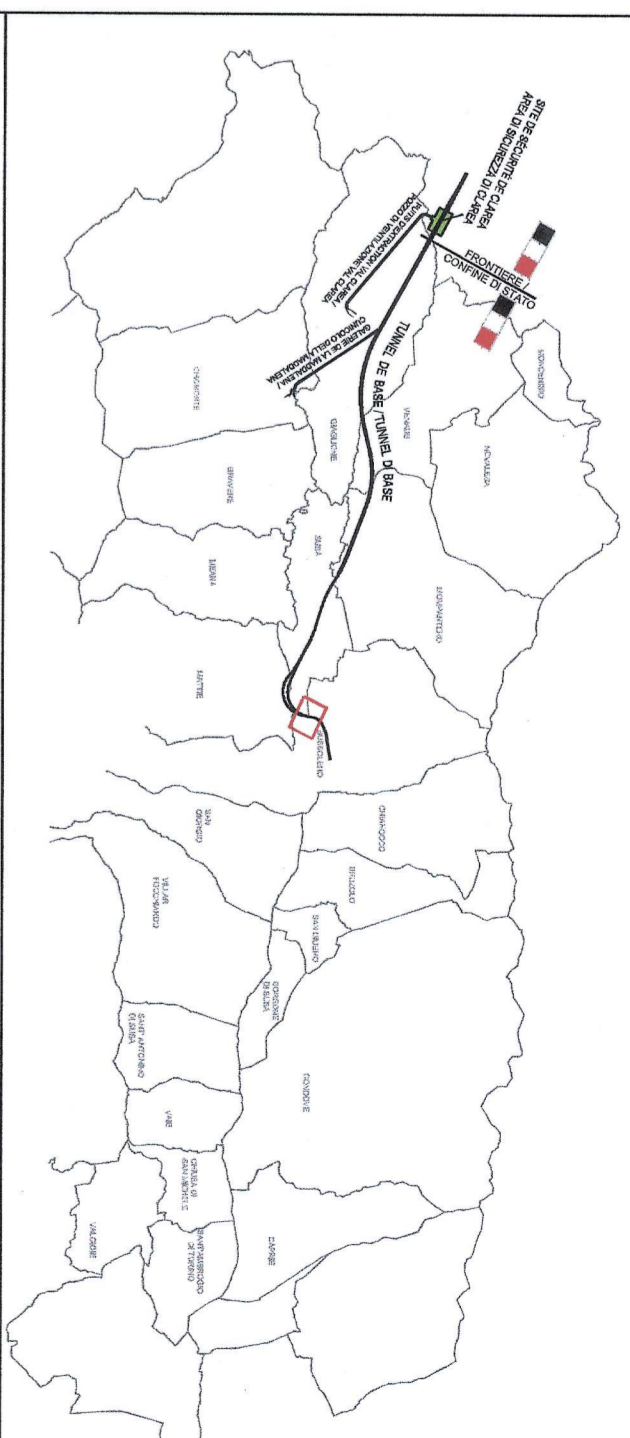 SITE DE SÉCURITÉ DE CLAREA
AREA DI SICUREZZA DI CLAREA
FRONTIERE /
CONFINE DI STATO
PUITS D'EXTRACTION VAL CLAREA /
POZZO DI VENTILAZIONE VAL CLAREA
GALERIE DE LA MADDALENA /
CUNICOLO DELLA MADDALENA
TUNNEL DE BASE / TUNNEL DI BASE
MONCENISIO
NOVALESA
VENAUS
GIAGLIONE
MOMPANTERO
CHIOMONTE
GRAVERE
SUSA
MEANA
MATTIE
BUSSOLENO
CHIANOCCO
BRUZOLO
SAN DIDERO
SAN
GIORIO
VILLAR
FOCCHIARDO
BORGONE
DI SUSA
SANT' ANTONINO
DI SUSA
CONDOVE
VAIE
CHIUSA DI
SAN MICHELE
CAPRIE
SANT'AMBROGIO
DI TORINO
VALGIOIE